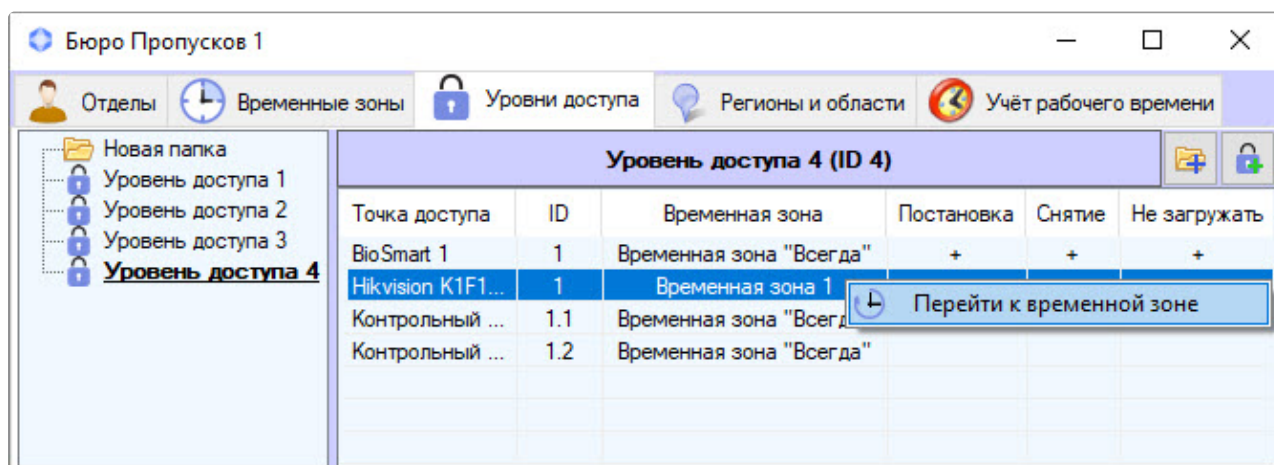 Бюро Пропусков 1
Отделы Временные зоны Уровни доступа Регионы и области Учёт рабочего времени
Новая папка
Уровень доступа 1
Уровень доступа 2
Уровень доступа 3
Уровень доступа 4
Уровень доступа 4 (ID 4)
Точка доступа ID Временная зона Постановка Снятие Не загружать
BioSmart 1 1 Временная зона "Всегда" + + +
Hikvision K1F1... 1 Временная зона 1
Перейти к временной зоне
Контрольный ... 1.1 Временная зона
Контрольный ... 1.2 Временная зона "Всегда"